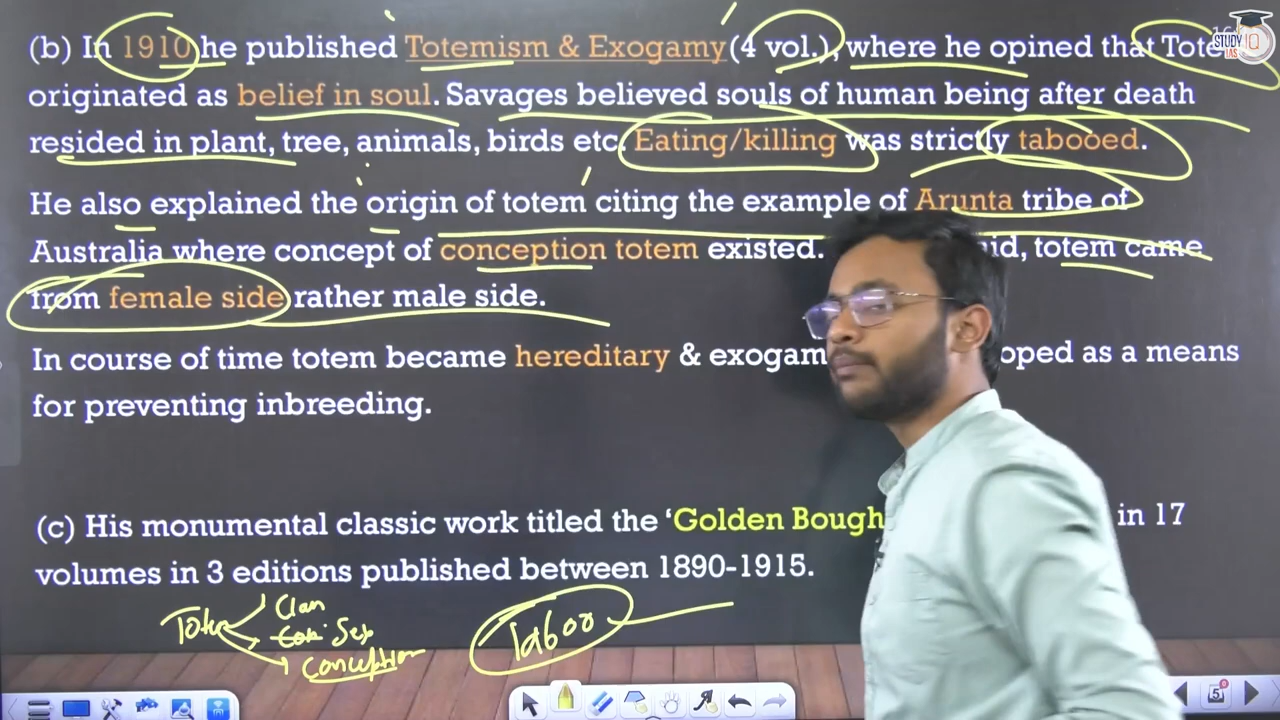 (b) In 1910 he published Totemism & Exogamy (4 vol.), where he opined that Tote
originated as belief in soul. Savages believed souls of human being after death
resided in plant, tree, animals, birds etc. Eating/killing was strictly tabooed.
He also explained the origin of totem citing the example of Arunta tribe of
Australia where concept of conception totem existed. id, totem came
from female side rather male side.
In course of time totem became hereditary & exogam oped as a means
for preventing inbreeding.
(c) His monumental classic work titled the ‘Golden Bough in 17
volumes in 3 editions published between 1890-1915.
Clan
Totem Sex
Conception
Taboo
STUDY IQ
IAS
5